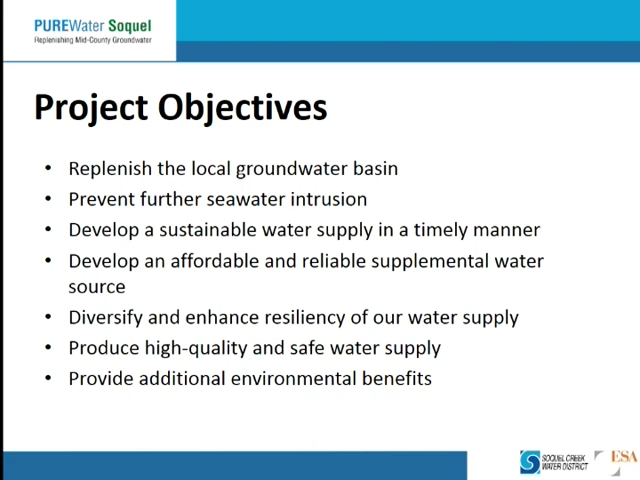 PUREWater Soquel
Replenishing Mid-County Groundwater
Project Objectives
• Replenish the local groundwater basin
• Prevent further seawater intrusion
• Develop a sustainable water supply in a timely manner
• Develop an affordable and reliable supplemental water
source
• Diversify and enhance resiliency of our water supply
• Produce high-quality and safe water supply
• Provide additional environmental benefits
SOQUEL CREEK
WATER DISTRICT
ESA